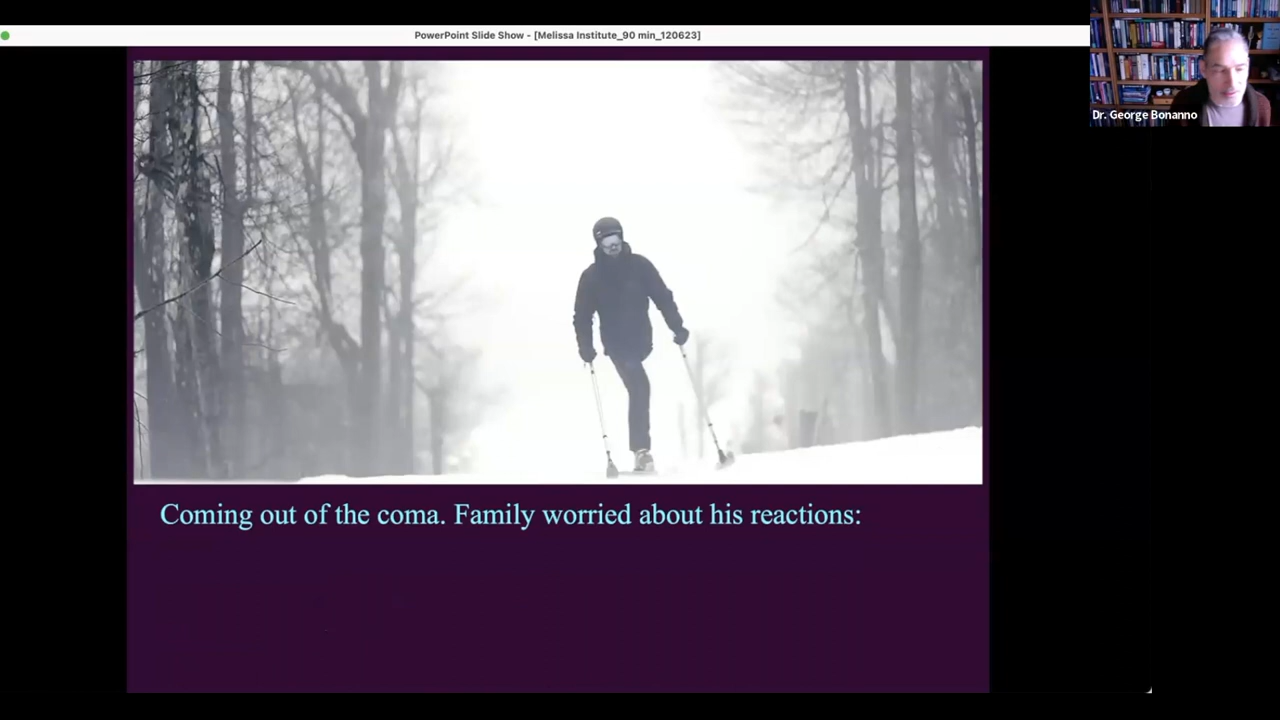 PowerPoint Slide Show - [Melissa Institute_90 min_120623]
Dr. George Bonanno
Coming out of the coma. Family worried about his reactions: